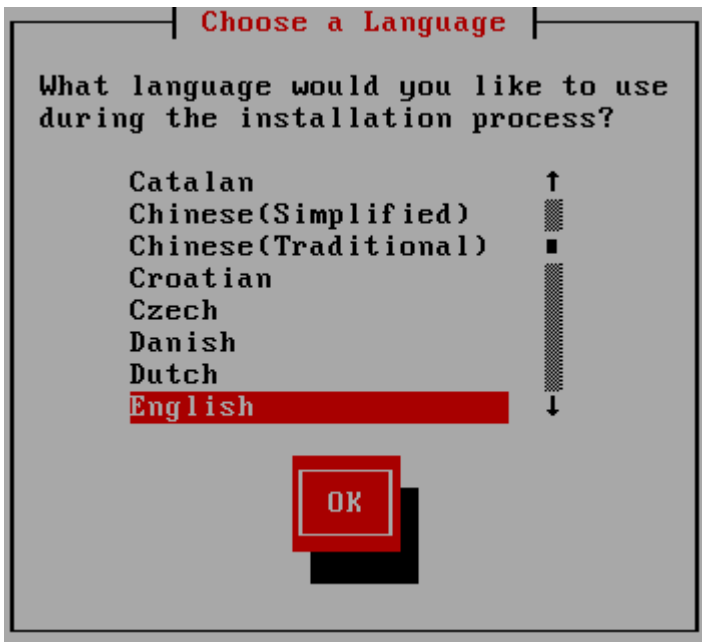 Choose a Language
What language would you like to use
during the installation process?
Catalan
Chinese(Simplified)
Chinese(Traditional)
Croatian
Czech
Danish
Dutch
English
OK